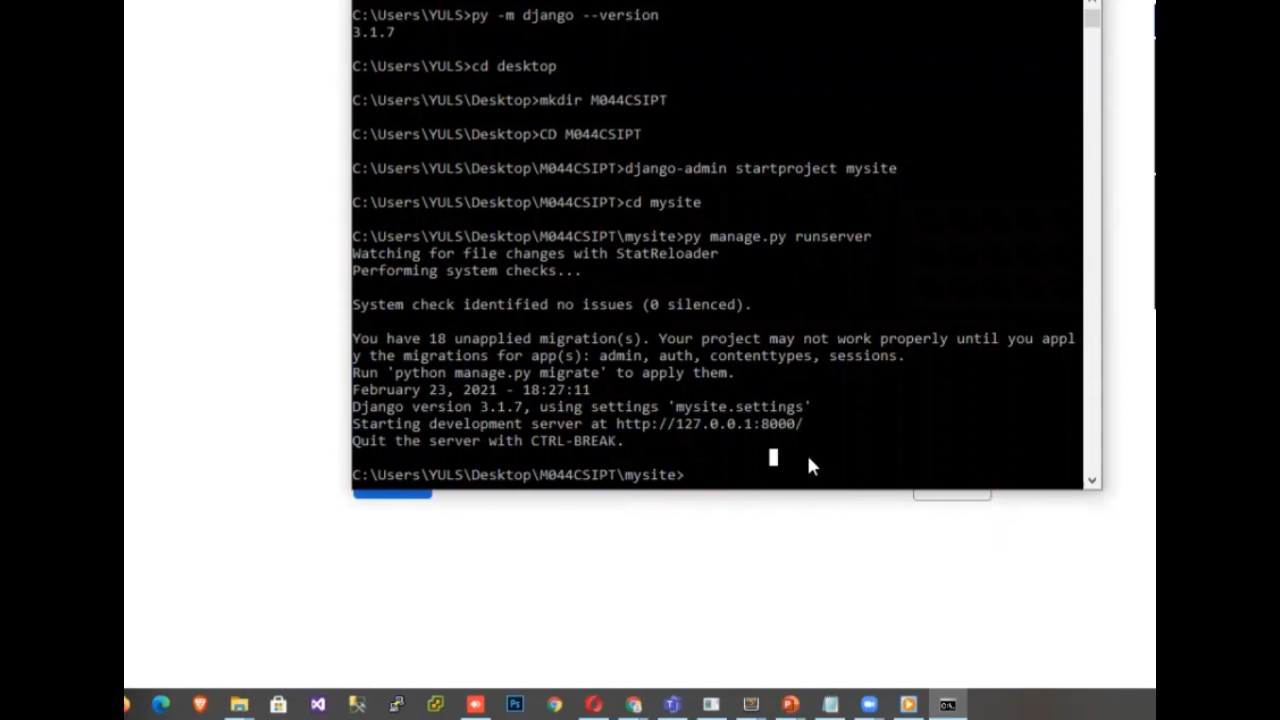 C:\Users\YULS>py -m django --version
3.1.7
C:\Users\YULS>cd desktop
C:\Users\YULS\Desktop>mkdir M044CSIPT
C:\Users\YULS\Desktop>CD M044CSIPT
C:\Users\YULS\Desktop\M044CSIPT>django-admin startproject mysite
C:\Users\YULS\Desktop\M044CSIPT>cd mysite
C:\Users\YULS\Desktop\M044CSIPT\mysite>py manage.py runserver
Watching for file changes with StatReloader
Performing system checks...
System check identified no issues (0 silenced).
You have 18 unapplied migration(s). Your project may not work properly until you appl
y the migrations for app(s): admin, auth, contenttypes, sessions.
Run 'python manage.py migrate' to apply them.
February 23, 2021 - 18:27:11
Django version 3.1.7, using settings 'mysite.settings'
Starting development server at http://127.0.0.1:8000/
Quit the server with CTRL-BREAK.
C:\Users\YULS\Desktop\M044CSIPT\mysite>
Ps